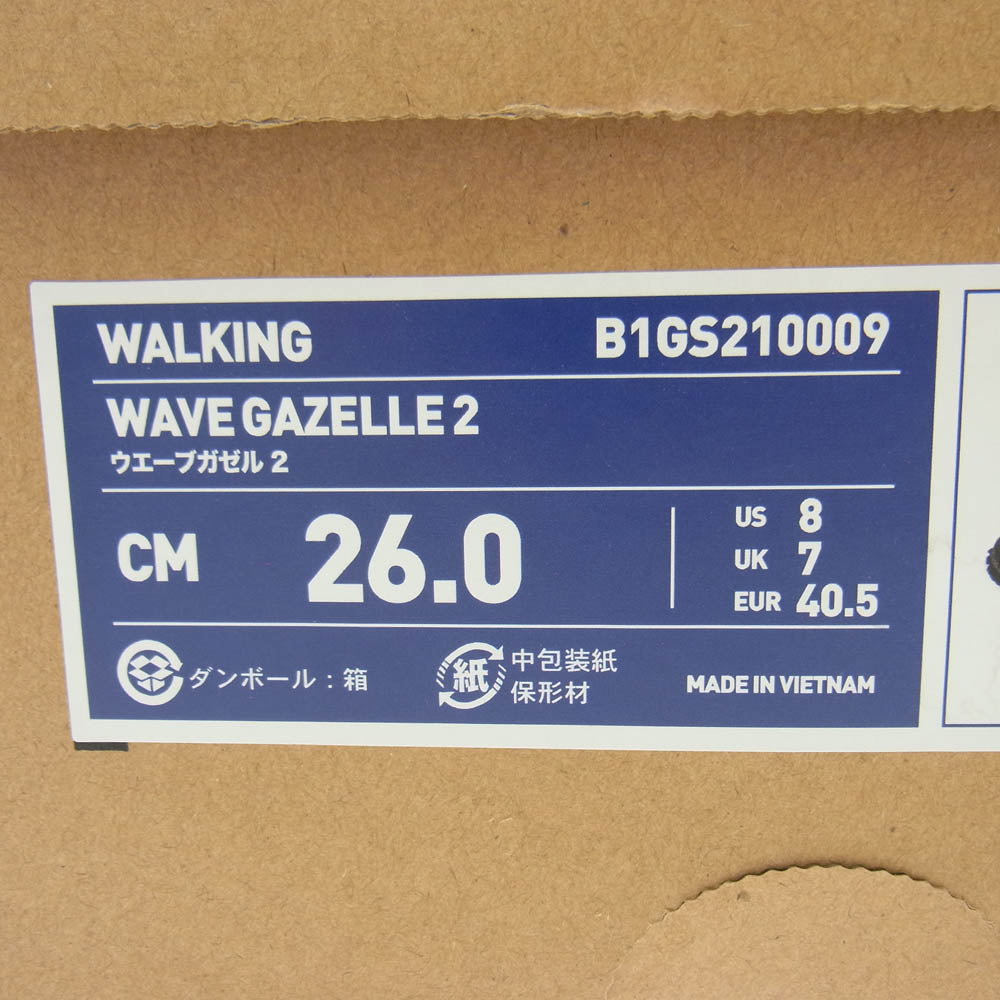 WALKING B1GS210009
WAVE GAZELLE 2
ウエーブガゼル 2
CM 26.0
US 8
UK 7
EUR 40.5
ダンボール:箱
紙 中包装紙
保形材
MADE IN VIETNAM